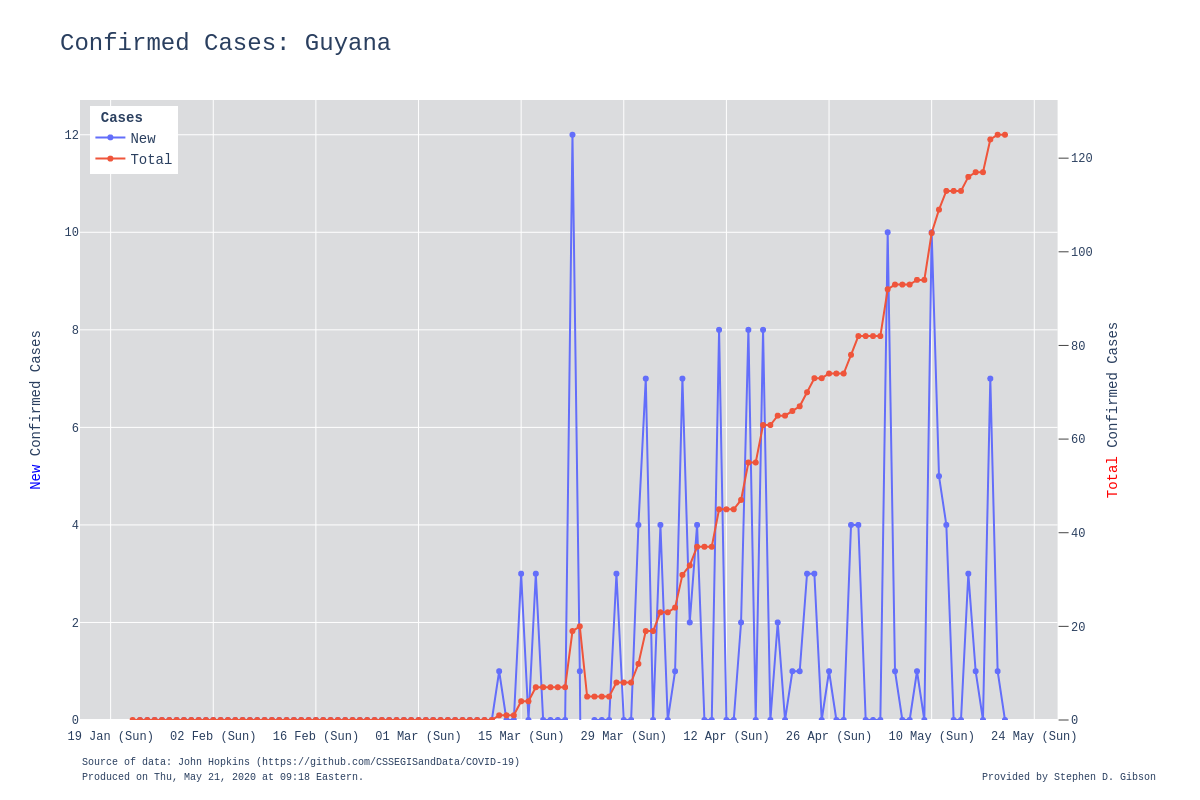 Confirmed Cases: Guyana
Cases
New
Total
12
10
8
6
4
2
0
120
100
80
60
40
20
0
New Confirmed Cases
Total Confirmed Cases
19 Jan (Sun) 02 Feb (Sun) 16 Feb (Sun) 01 Mar (Sun) 15 Mar (Sun) 29 Mar (Sun) 12 Apr (Sun) 26 Apr (Sun) 10 May (Sun) 24 May (Sun)
Source of data: John Hopkins (https://github.com/CSSEGISandData/COVID-19)
Produced on Thu, May 21, 2020 at 09:18 Eastern.
Provided by Stephen D. Gibson